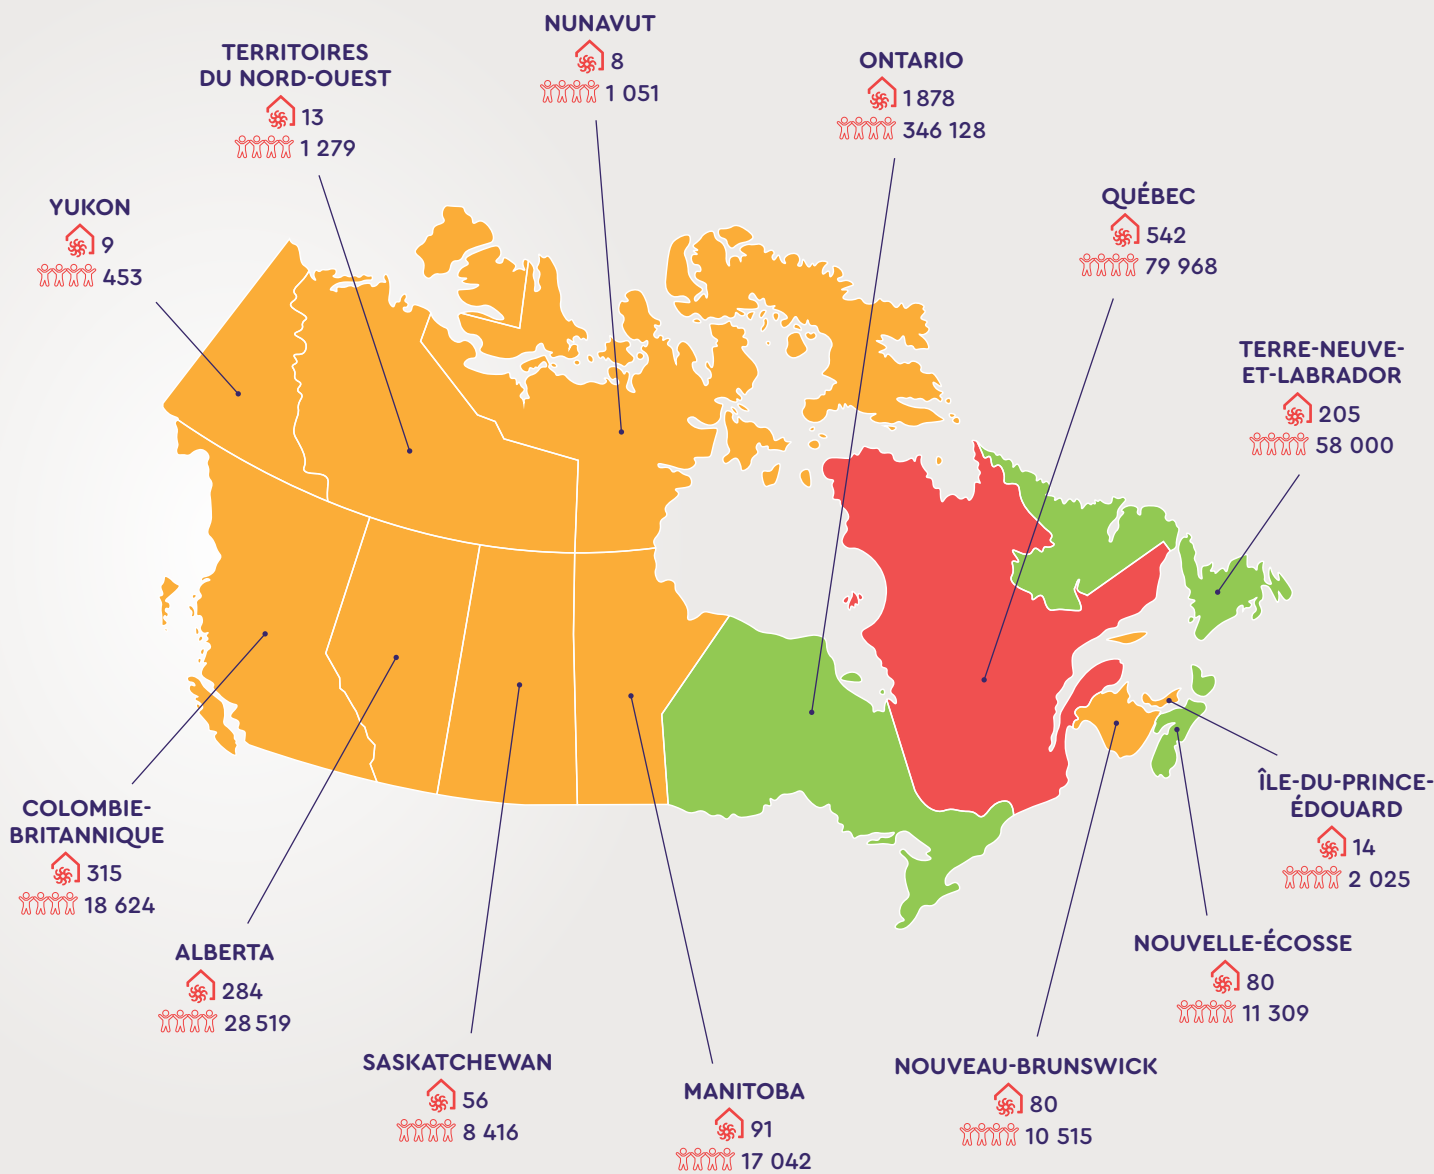 NUNAVUT
8
1 051
TERRITOIRES
DU NORD-OUEST
13
1 279
ONTARIO
1 878
346 128
YUKON
9
453
QUÉBEC
542
79 968
TERRE-NEUVE-
ET-LABRADOR
205
58 000
COLOMBIE-
BRITANNIQUE
315
18 624
ÎLE-DU-PRINCE-
ÉDOUARD
14
2 025
ALBERTA
284
28 519
NOUVELLE-ÉCOSSE
80
11 309
SASKATCHEWAN
56
8 416
MANITOBA
91
17 042
NOUVEAU-BRUNSWICK
80
10 515